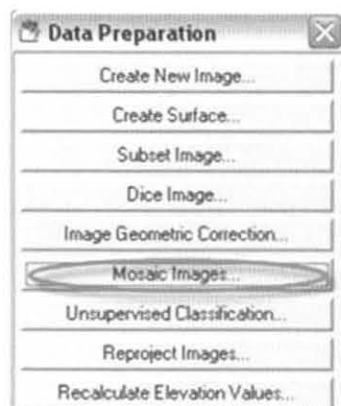 Data Preparation
Create New Image...
Create Surface...
Subset Image...
Dice Image...
Image Geometric Correction...
Mosaic Images...
Unsupervised Classification...
Reproject Images...
Recalculate Elevation Values...